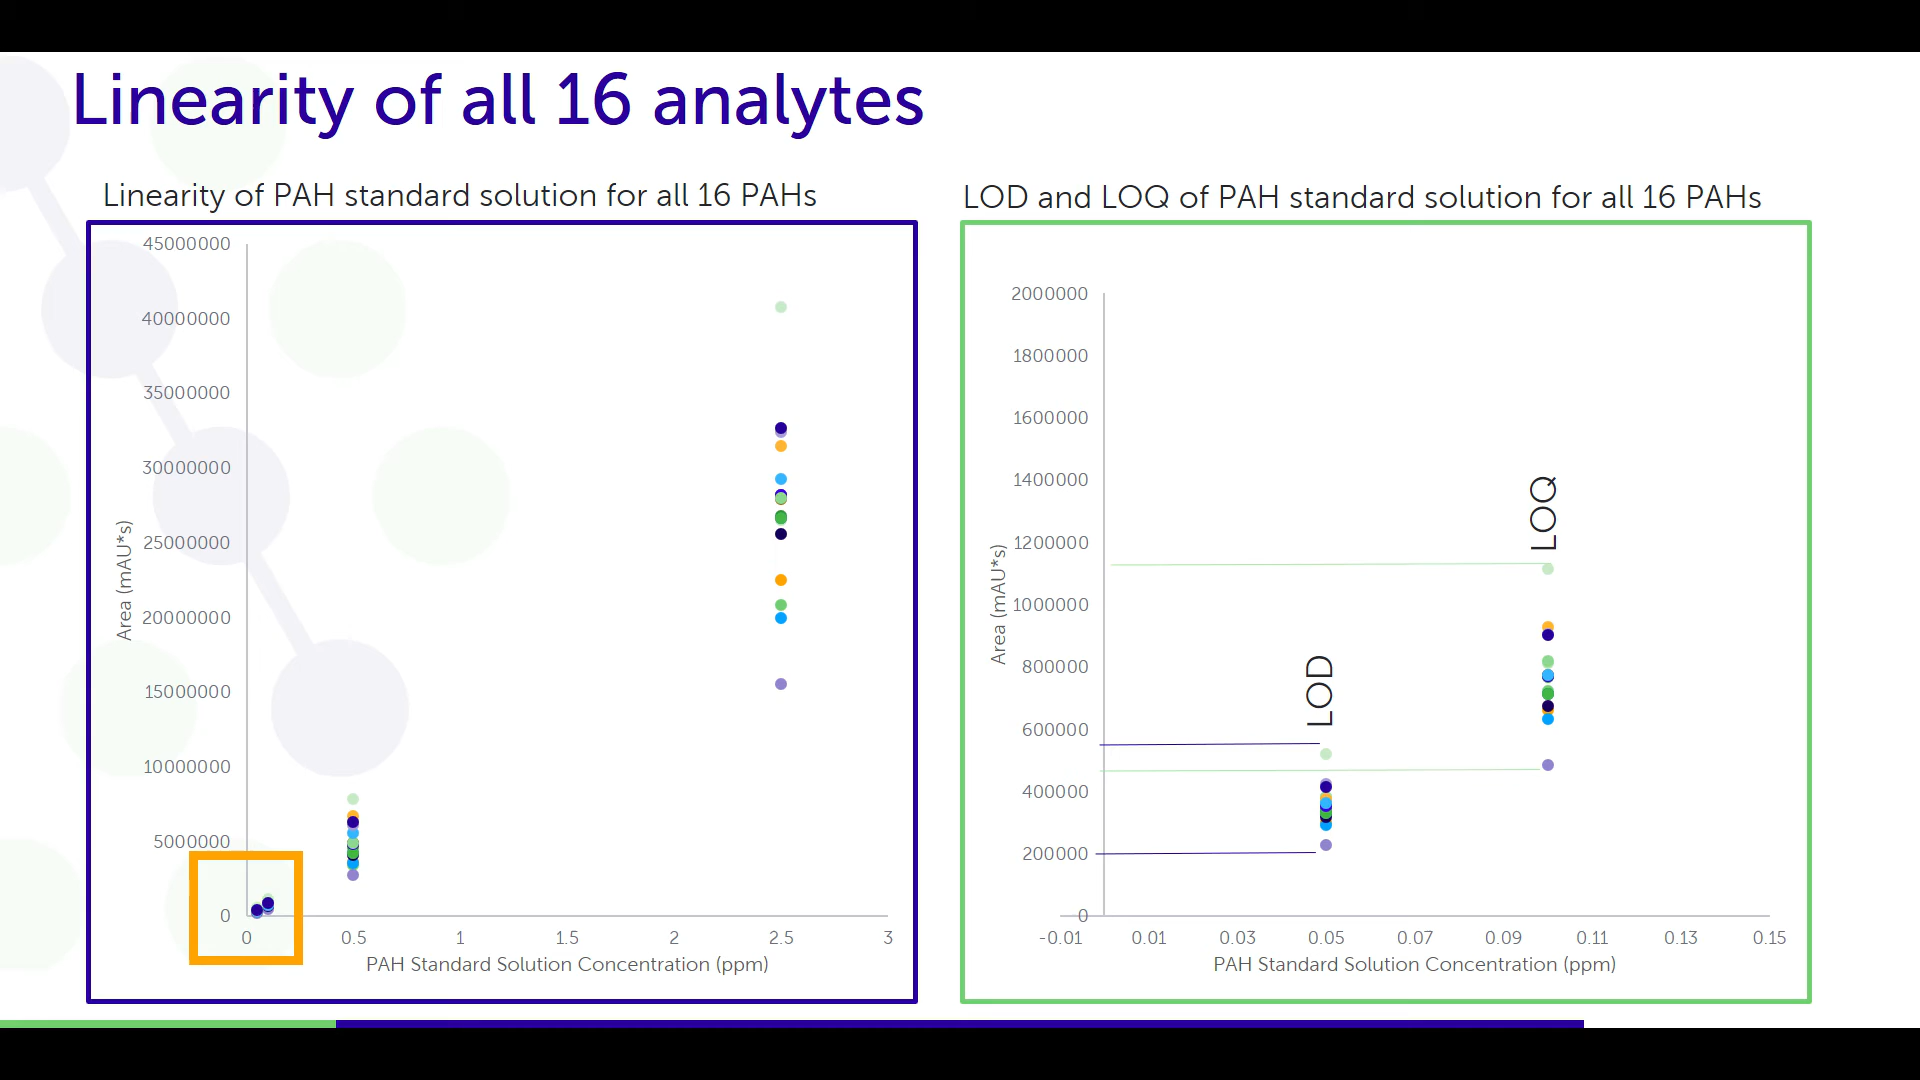 Linearity of all 16 analytes
Linearity of PAH standard solution for all 16 PAHs
45000000
40000000
35000000
30000000
25000000
20000000
15000000
10000000
5000000
0
Area (mAU*s)
0 0.5 1 1.5 2 2.5 3
PAH Standard Solution Concentration (ppm)
LOD and LOQ of PAH standard solution for all 16 PAHs
2000000
1800000
1600000
1400000
1200000
1000000
800000
600000
400000
200000
0
Area (mAU*s)
LOD
LOQ
-0.01 0.01 0.03 0.05 0.07 0.09 0.11 0.13 0.15
PAH Standard Solution Concentration (ppm)